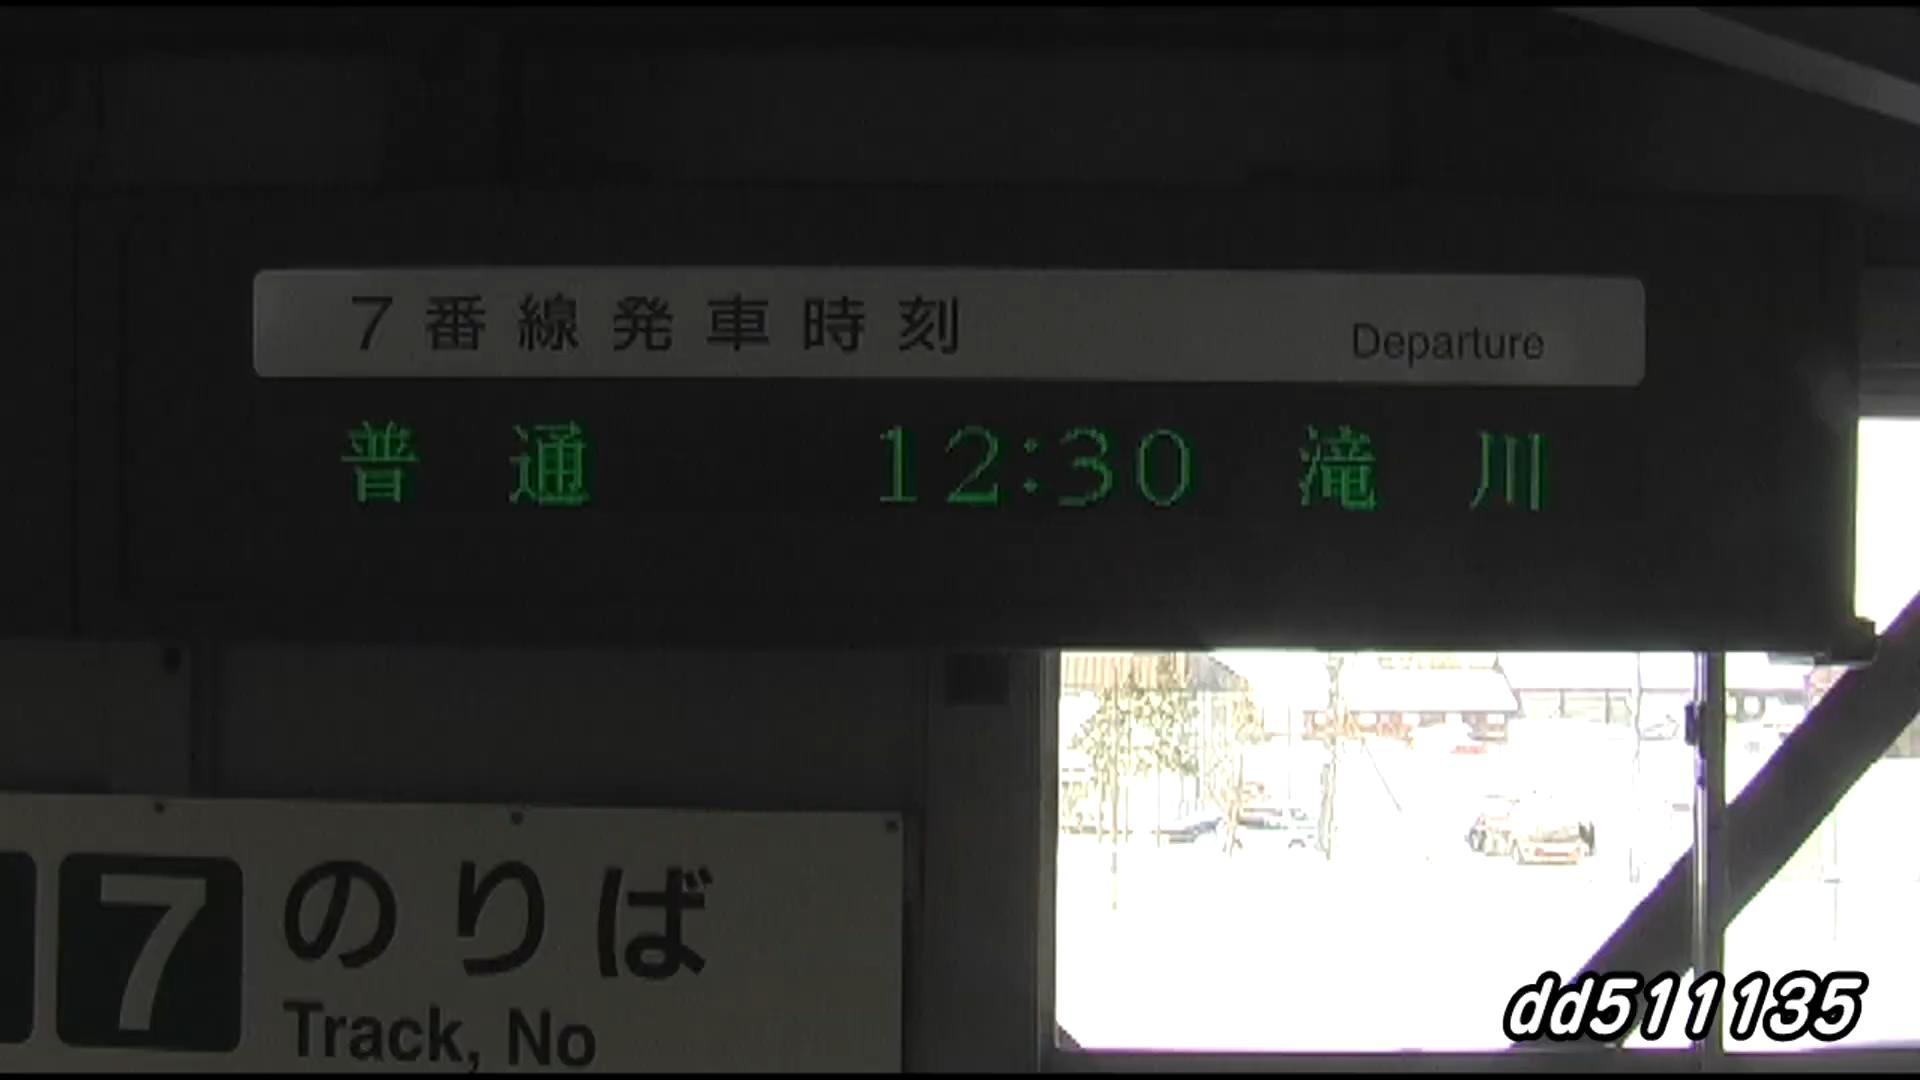 7番線発車時刻 Departure
普通 12:30 滝川
7 のりば
Track, No
dd511135